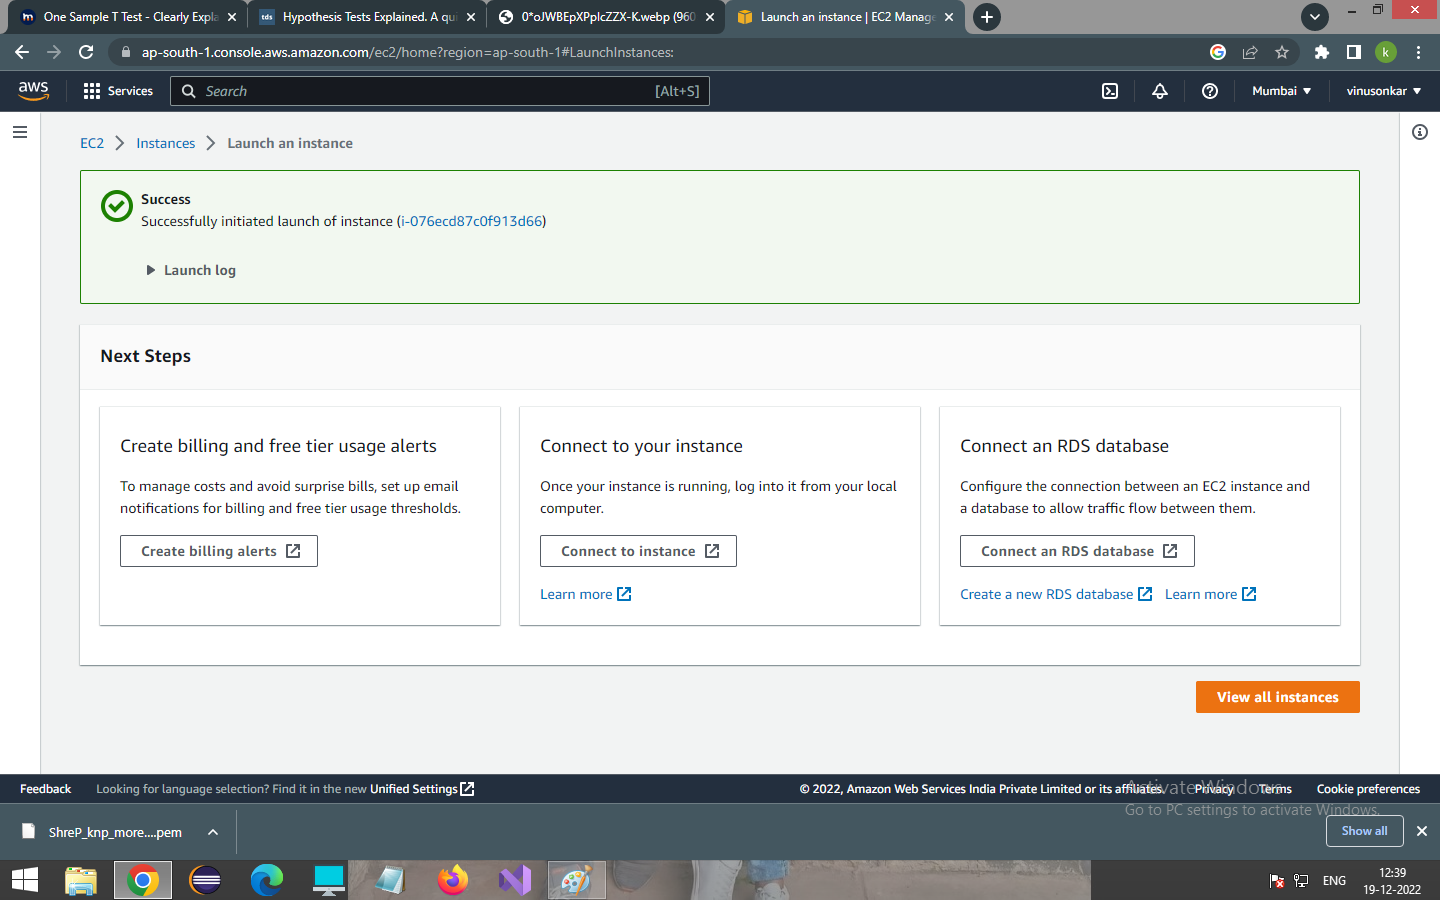 One Sample T Test - Clearly Expla
tds Hypothesis Tests Explained. A qui
0*oJWBEpXPplcZZX-K.webp (960
Launch an instance | EC2 Manage
ap-south-1.console.aws.amazon.com/ec2/home?region=ap-south-1#LaunchInstances:
k
aws Services Search [Alt+S] Mumbai vinusonkar
EC2 Instances Launch an instance
Success
Successfully initiated launch of instance (i-076ecd87c0f913d66)
Launch log
Next Steps
Create billing and free tier usage alerts
To manage costs and avoid surprise bills, set up email
notifications for billing and free tier usage thresholds.
Create billing alerts
Connect to your instance
Once your instance is running, log into it from your local
computer.
Connect to instance
Learn more
Connect an RDS database
Configure the connection between an EC2 instance and
a database to allow traffic flow between them.
Connect an RDS database
Create a new RDS database Learn more
View all instances
Feedback Looking for language selection? Find it in the new Unified Settings © 2022, Amazon Web Services India Private Limited or its affiliates. Privacy Terms Cookie preferences
Activate Windows
Go to PC settings to activate Windows.
ShreP_knp_more....pem Show all
ENG
12:39
19-12-2022